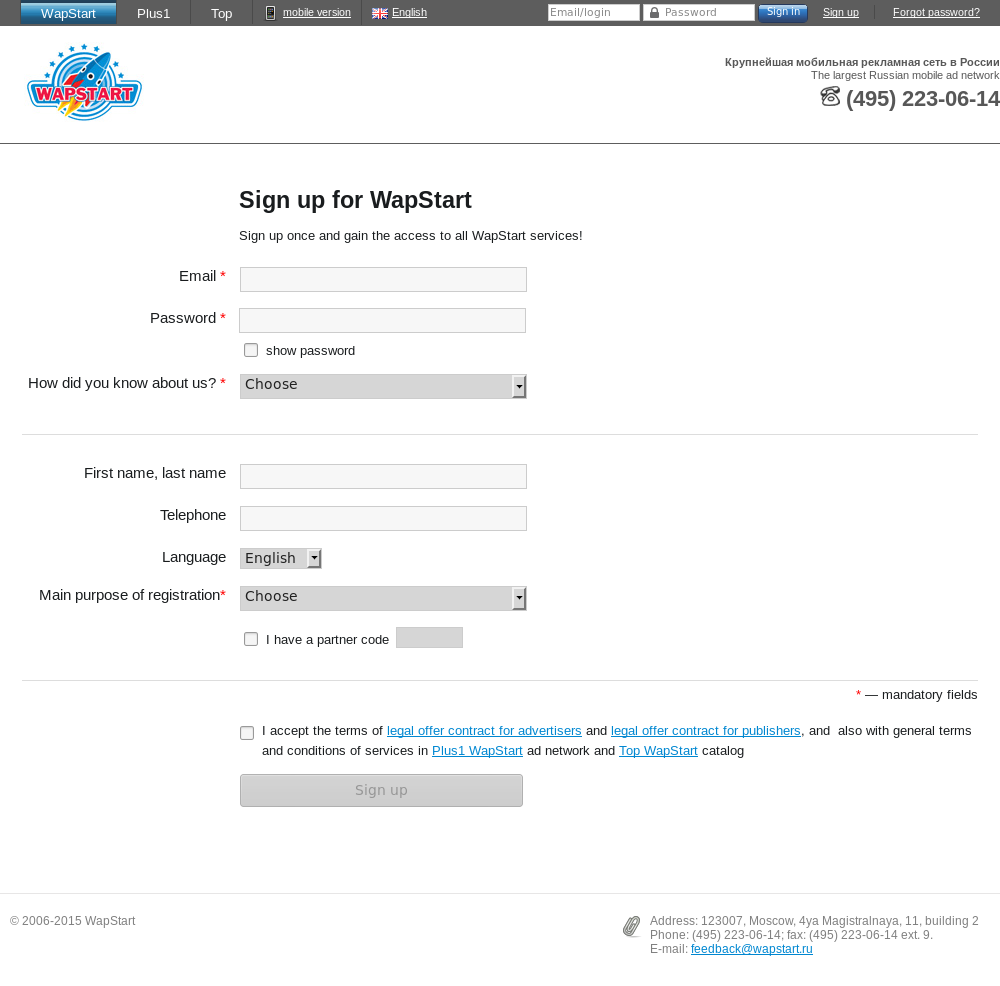 WapStart Plus1 Top mobile version English Email/login Password Sign In Sign up Forgot password?
WAPSTART
Крупнейшая мобильная рекламная сеть в России
The largest Russian mobile ad network
(495) 223-06-14
Sign up for WapStart
Sign up once and gain the access to all WapStart services!
Email *
Password *
show password
How did you know about us? * Choose
First name, last name
Telephone
Language English
Main purpose of registration* Choose
I have a partner code
* — mandatory fields
I accept the terms of legal offer contract for advertisers and legal offer contract for publishers, and also with general terms
and conditions of services in Plus1 WapStart ad network and Top WapStart catalog
Sign up
© 2006-2015 WapStart
Address: 123007, Moscow, 4ya Magistralnaya, 11, building 2
Phone: (495) 223-06-14; fax: (495) 223-06-14 ext. 9.
E-mail: feedback@wapstart.ru